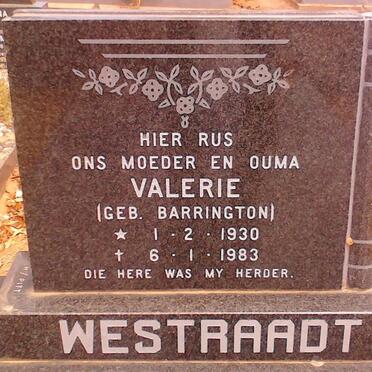 HIER RUS
ONS MOEDER EN OUMA
VALERIE
(GEB. BARRINGTON)
★ 1 - 2 - 1930
† 6 - 1 - 1983
DIE HERE WAS MY HERDER.
WESTRAADT